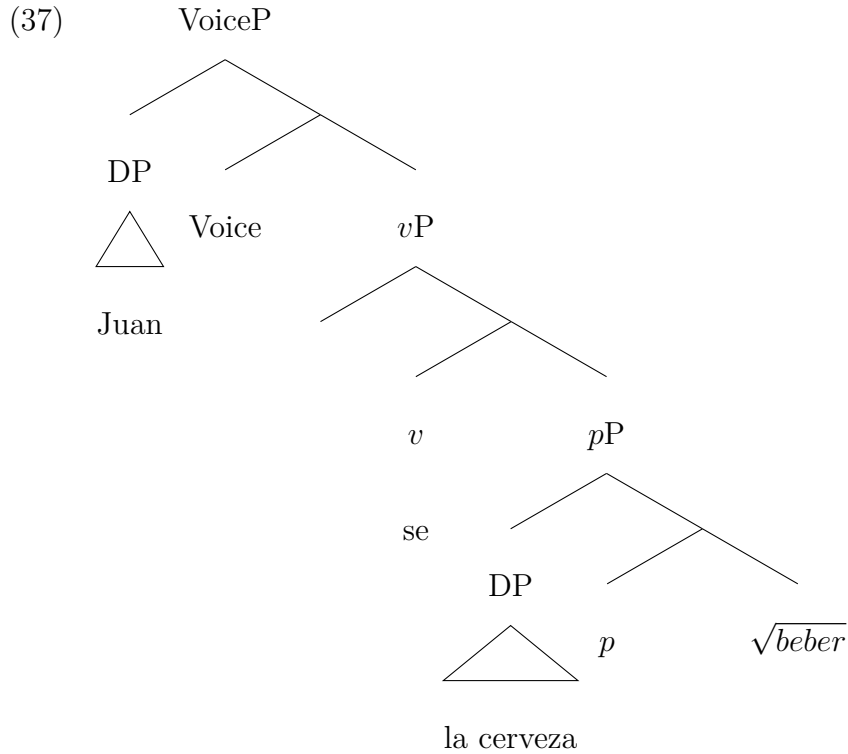 (37) VoiceP
DP
Voice vP
Juan
v pP
se
DP
p √beber
la cerveza